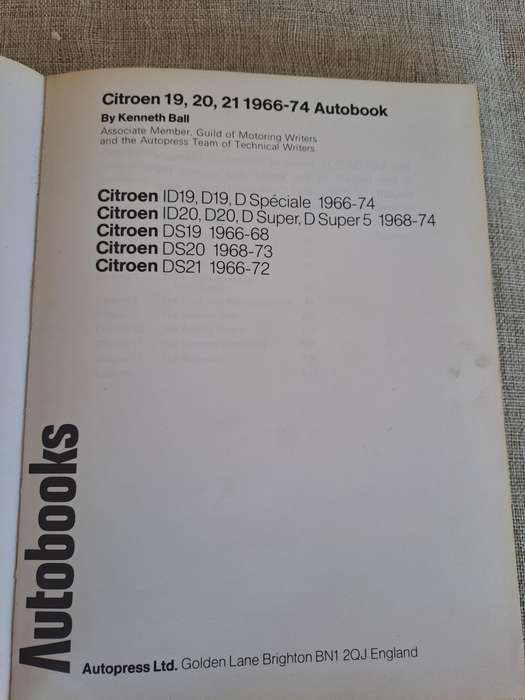 Citroen 19, 20, 21 1966-74 Autobook
By Kenneth Ball
Associate Member, Guild of Motoring Writers
and the Autopress Team of Technical Writers.
Citroen ID19, D19, D Spéciale 1966-74
Citroen ID20, D20, D Super, D Super 5 1968-74
Citroen DS19 1966-68
Citroen DS20 1968-73
Citroen DS21 1966-72
Autobooks
Autopress Ltd. Golden Lane Brighton BN1 2QJ England